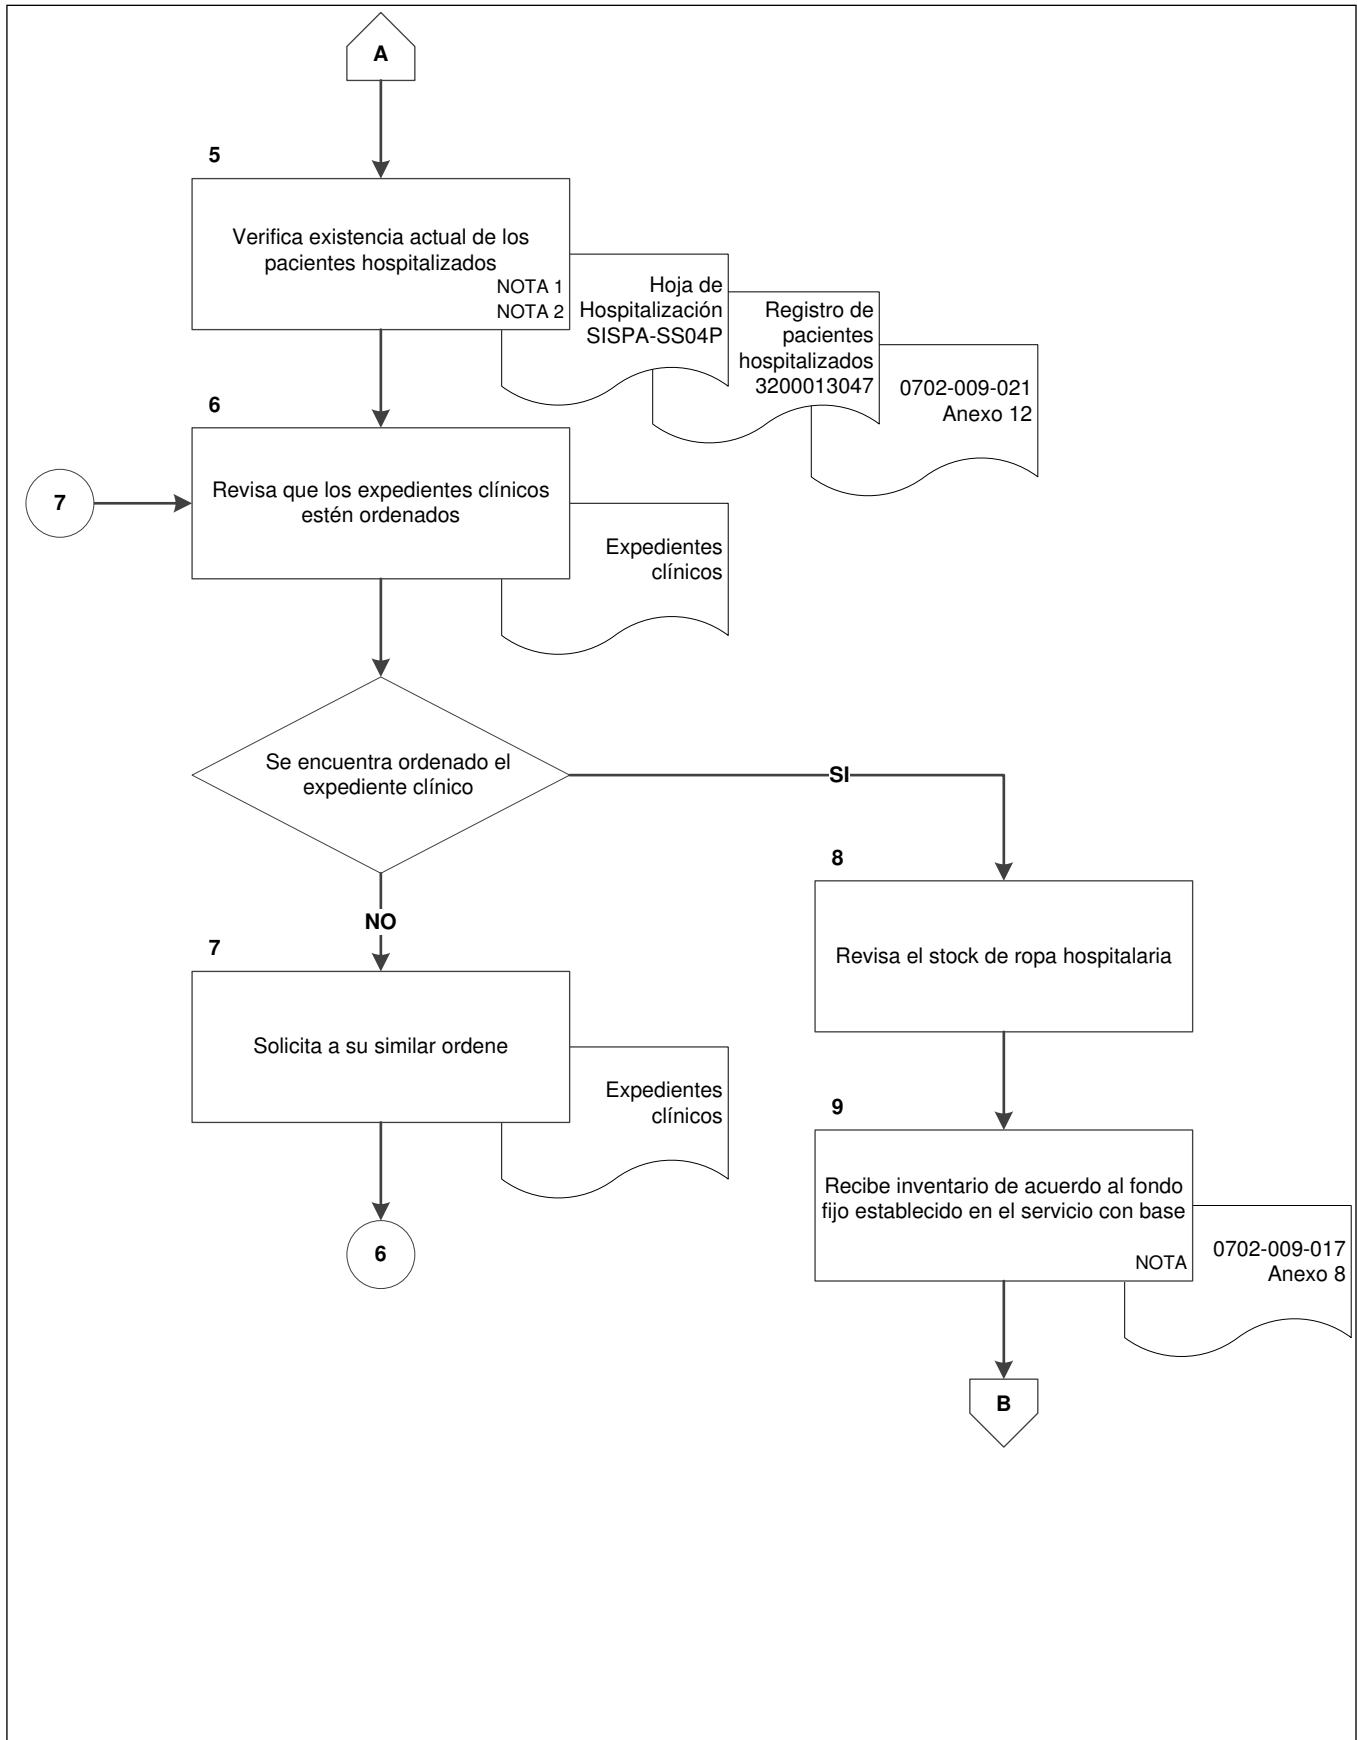 A
5
Verifica existencia actual de los
pacientes hospitalizados
NOTA 1
NOTA 2
Hoja de
Hospitalización
SISPA-SS04P
Registro de
pacientes
hospitalizados
3200013047
0702-009-021
Anexo 12
6
7
Revisa que los expedientes clínicos
estén ordenados
Expedientes
clínicos
Se encuentra ordenado el
expediente clínico
SI
NO
7
Solicita a su similar ordene
Expedientes
clínicos
6
8
Revisa el stock de ropa hospitalaria
9
Recibe inventario de acuerdo al fondo
fijo establecido en el servicio con base
NOTA
0702-009-017
Anexo 8
B